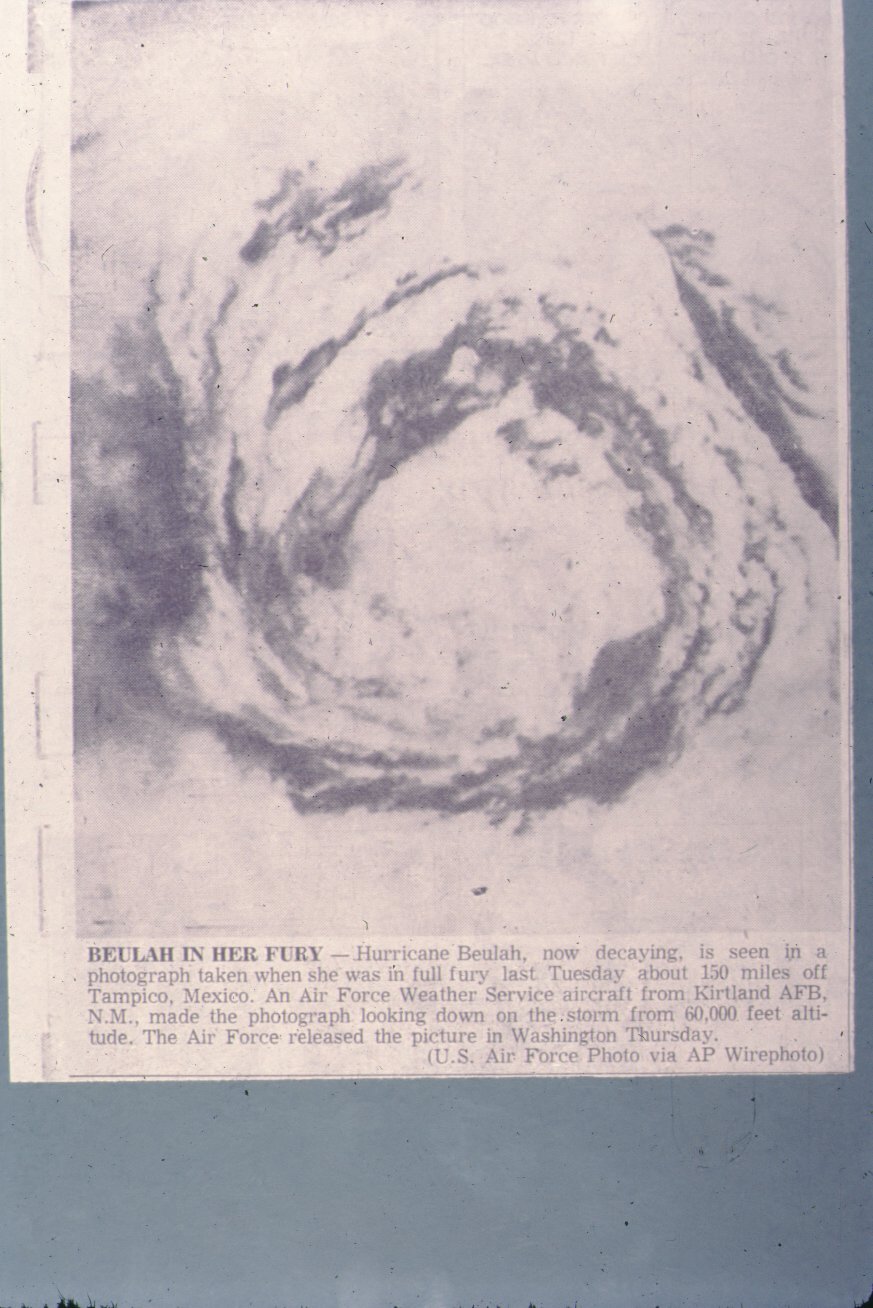 BEULAH IN HER FURY — Hurricane Beulah, now decaying, is seen in a
photograph taken when she was in full fury last Tuesday about 150 miles off
Tampico, Mexico. An Air Force Weather Service aircraft from Kirtland AFB,
N.M., made the photograph looking down on the storm from 60,000 feet alti-
tude. The Air Force released the picture in Washington Thursday.
(U.S. Air Force Photo via AP Wirephoto)